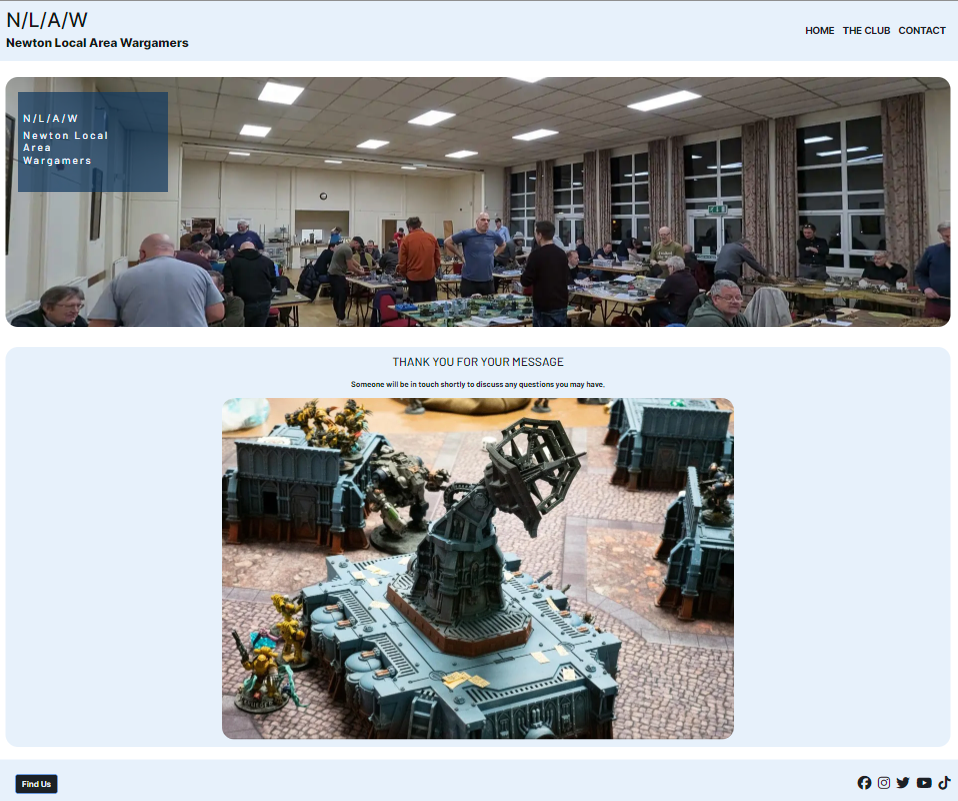 N/L/A/W
Newton Local Area Wargamers
HOME THE CLUB CONTACT
N/L/A/W
Newton Local
Area
Wargamers
THANK YOU FOR YOUR MESSAGE
Someone will be in touch shortly to discuss any questions you may have.
Find Us